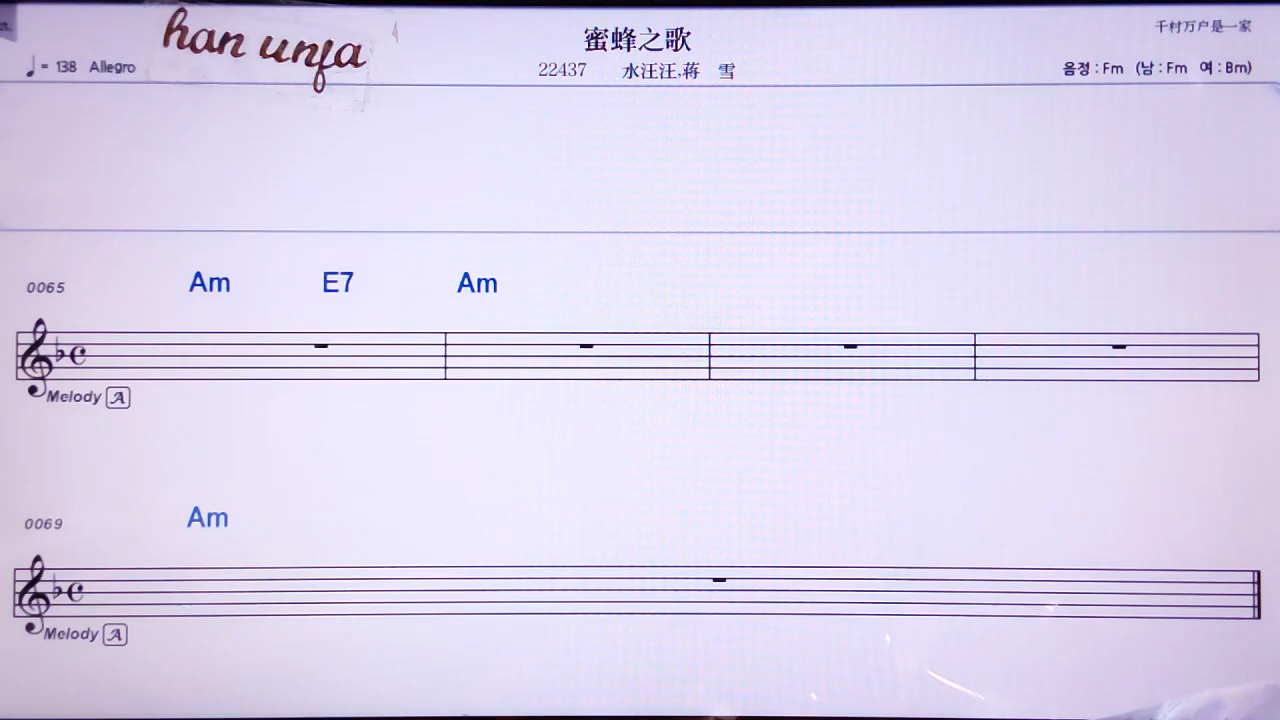 han unfa
蜜蜂之歌
千村万户是一家
♩= 138 Allegro
22437 水汪汪,蒋 雪
음정 : Fm (남 : Fm 여 : Bm)
0065 Am E7 Am
Melody A
0069 Am
Melody A